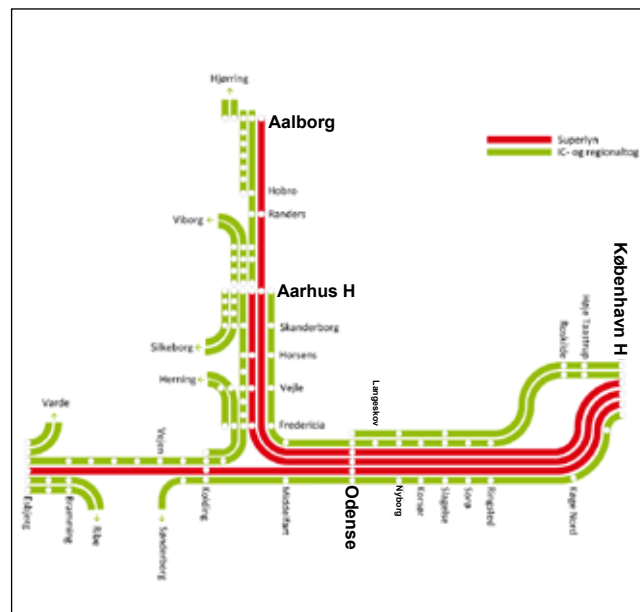 Hjørring
Aalborg
Superlyn
IC- og regionaltog
Hobro
Randers
Viborg
København H
Aarhus H
Høje Taastrup
Roskilde
Skanderborg
Silkeborg
Horsens
Herning
Vejle
Langeskov
Varde
Vejen
Fredericia
Esbjerg
Bramming
Ribe
Sønderborg
Kolding
Middelfart
Odense
Nyborg
Korsør
Slagelse
Sorø
Ringsted
Køge Nord